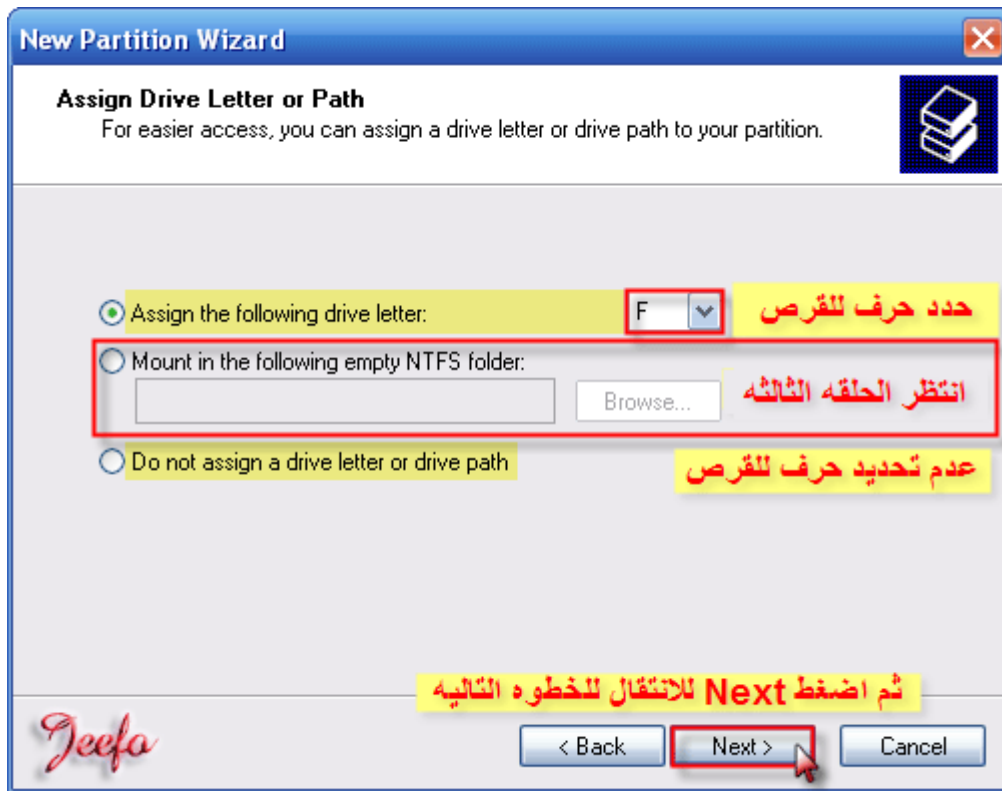 New Partition Wizard
Assign Drive Letter or Path
For easier access, you can assign a drive letter or drive path to your partition.
Assign the following drive letter:
F
حدد حرف للقرص
Mount in the following empty NTFS folder:
Browse...
انتظر الحلقه الثالثه
Do not assign a drive letter or drive path
عدم تحديد حرف للقرص
ثم اضغط Next للانتقال للخطوه التاليه
Jeefo
< Back
Next >
Cancel